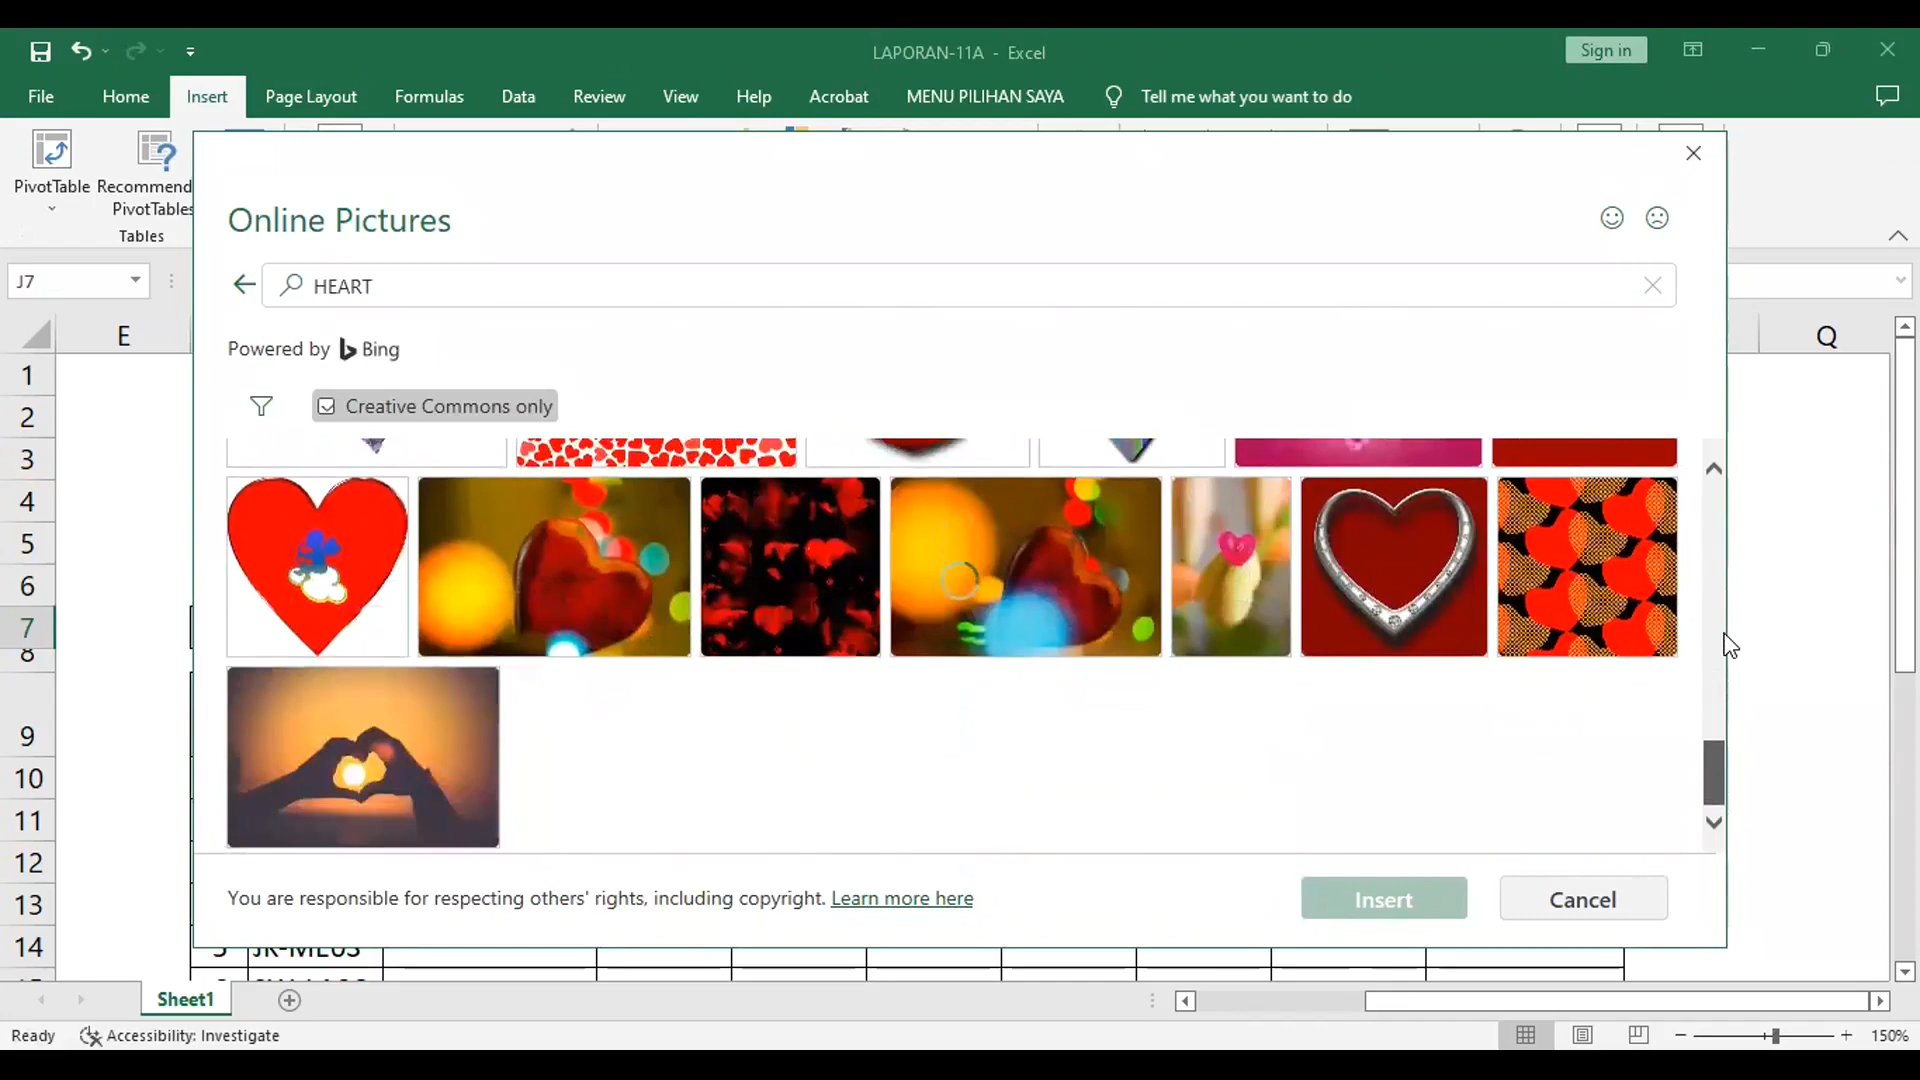 LAPORAN-11A - Excel
Sign in
File Home Insert Page Layout Formulas Data Review View Help Acrobat MENU PILIHAN SAYA Tell me what you want to do
PivotTable
Recommend
PivotTables
Tables
Online Pictures
J7
HEART
Powered by Bing
Creative Commons only
E
Q
1
2
3
4
5
6
7
8
9
10
11
12
13
14
You are responsible for respecting others' rights, including copyright. Learn more here
Insert
Cancel
Sheet1
Ready
Accessibility: Investigate
150%